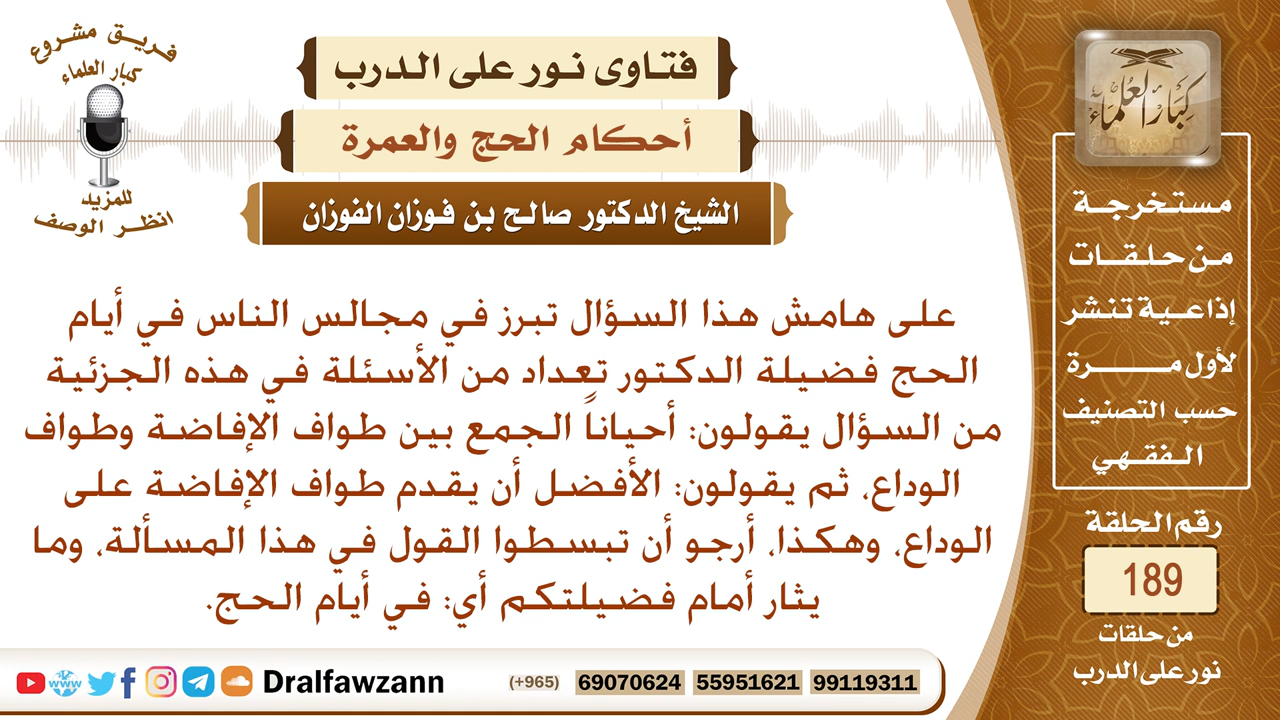 فريق مشروع
كبار العلماء
للمزيد
انظر الوصف
فتاوى نور على الدرب
أحكام الحج والعمرة
الشيخ الدكتور صالح بن فوزان الفوزان
على هامش هذا السؤال تبرز في مجالس الناس في أيام
الحج فضيلة الدكتور تعداد من الأسئلة في هذه الجزئية
من السؤال يقولون: أحياناً الجمع بين طواف الإفاضة وطواف
الوداع، ثم يقولون: الأفضل أن يقدم طواف الإفاضة على
الوداع، وهكذا، أرجو أن تبسطوا القول في هذا المسألة، وما
يثار أمام فضيلتكم أي: في أيام الحج.
كبار العلماء
مستخرجة
من حلقات
إذاعية تنشر
لأول مرة
حسب التصنيف
الفقهي
رقم الحلقة
189
من حلقات
نور على الدرب
www
Dralfawzann
(+965) 69070624 55951621 99119311